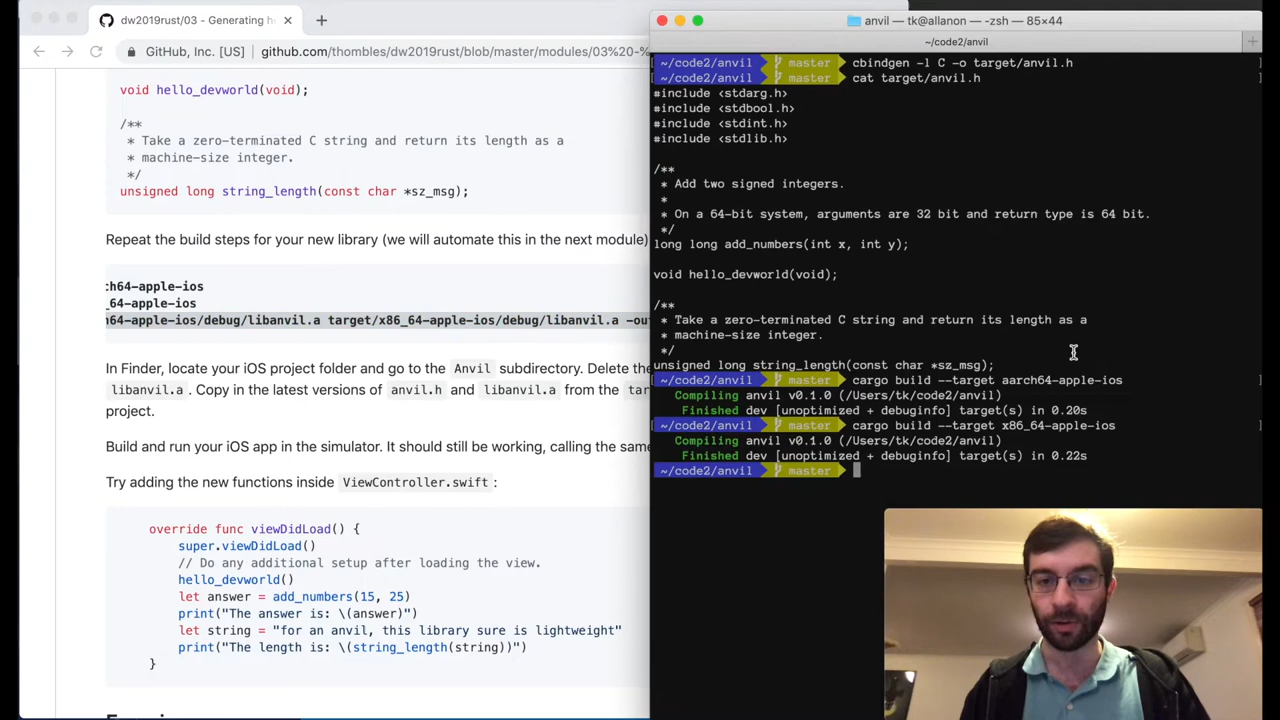 dw2019rust/03 - Generating h
GitHub, Inc. [US]
github.com/thombles/dw2019rust/blob/master/modules/03%20-%
void hello_devworld(void);
/**
* Take a zero-terminated C string and return its length as a
* machine-size integer.
*/
unsigned long string_length(const char *sz_msg);
Repeat the build steps for your new library (we will automate this in the next module)
ch64-apple-ios
_64-apple-ios
h64-apple-ios/debug/libanvil.a target/x86_64-apple-ios/debug/libanvil.a -ou
In Finder, locate your iOS project folder and go to the Anvil subdirectory. Delete the
libanvil.a . Copy in the latest versions of anvil.h and libanvil.a from the tar
project.
Build and run your iOS app in the simulator. It should still be working, calling the same
Try adding the new functions inside ViewController.swift :
override func viewDidLoad() {
super.viewDidLoad()
// Do any additional setup after loading the view.
hello_devworld()
let answer = add_numbers(15, 25)
print("The answer is: \(answer)")
let string = "for an anvil, this library sure is lightweight"
print("The length is: \(string_length(string))")
}
anvil — tk@allanon — -zsh — 85×44
~/code2/anvil
~/code2/anvil master cbindgen -l C -o target/anvil.h
~/code2/anvil master cat target/anvil.h
#include <stdarg.h>
#include <stdbool.h>
#include <stdint.h>
#include <stdlib.h>
/**
* Add two signed integers.
*
* On a 64-bit system, arguments are 32 bit and return type is 64 bit.
*/
long long add_numbers(int x, int y);
void hello_devworld(void);
/**
* Take a zero-terminated C string and return its length as a
* machine-size integer.
*/
unsigned long string_length(const char *sz_msg);
~/code2/anvil master cargo build --target aarch64-apple-ios
Compiling anvil v0.1.0 (/Users/tk/code2/anvil)
Finished dev [unoptimized + debuginfo] target(s) in 0.20s
~/code2/anvil master cargo build --target x86_64-apple-ios
Compiling anvil v0.1.0 (/Users/tk/code2/anvil)
Finished dev [unoptimized + debuginfo] target(s) in 0.22s
~/code2/anvil master